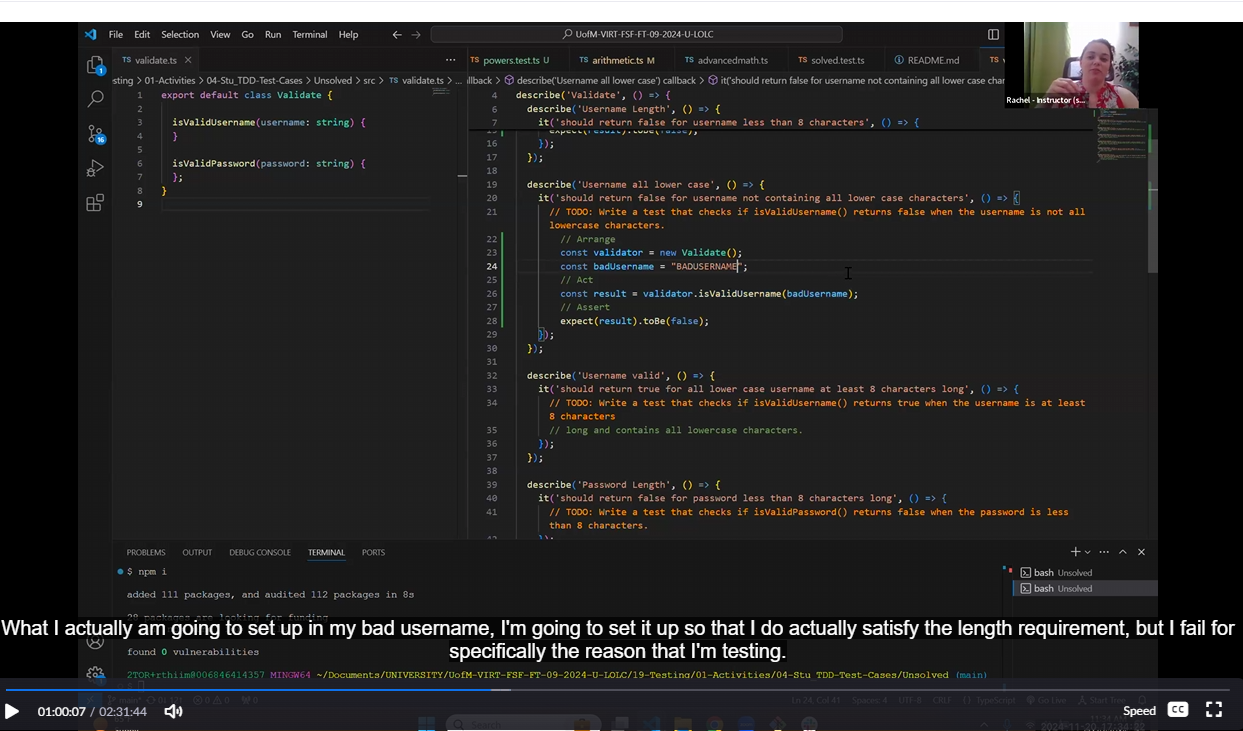 File Edit Selection View Go Run Terminal Help
UofM-VIRT-FSF-FT-09-2024-U-LOLC
TS validate.ts
TS powers.test.ts U TS arithmetic.ts M TS advancedmath.ts TS solved.test.ts README.md TS
Rachel - Instructor (s...
sting > 01-Activities > 04-Stu_TDD-Test-Cases > Unsolved > src > TS validate.ts > ...
llback > describe('Username all lower case') callback > it('should return false for username not containing all lower case char
1 export default class Validate {
2
3 isValidUsername(username: string) {
4 }
5
6 isValidPassword(password: string) {
7 };
8 }
9
4 describe('Validate', () => {
6 describe('Username Length', () => {
7 it('should return false for username less than 8 characters', () => {
15 expect(result).toBe(false);
16 });
17 });
18
19 describe('Username all lower case', () => {
20 it('should return false for username not containing all lower case characters', () => {
21 // TODO: Write a test that checks if isValidUsername() returns false when the username is not all
lowercase characters.
22 // Arrange
23 const validator = new Validate();
24 const badUsername = "BADUSERNAME";
25 // Act
26 const result = validator.isValidUsername(badUsername);
27 // Assert
28 expect(result).toBe(false);
29 });
30 });
31
32 describe('Username valid', () => {
33 it('should return true for all lower case username at least 8 characters long', () => {
34 // TODO: Write a test that checks if isValidUsername() returns true when the username is at least
8 characters
35 // long and contains all lowercase characters.
36 });
37 });
38
39 describe('Password Length', () => {
40 it('should return false for password less than 8 characters long', () => {
41 // TODO: Write a test that checks if isValidPassword() returns false when the password is less
than 8 characters.
PROBLEMS OUTPUT DEBUG CONSOLE TERMINAL PORTS
$ npm i
added 111 packages, and audited 112 packages in 8s
28 packages are looking for funding
found 0 vulnerabilities
2TOR+rthiim@006846414357 MINGW64 ~/Documents/UNIVERSITY/UofM-VIRT-FSF-FT-09-2024-U-LOLC/19-Testing/01-Activities/04-Stu_TDD-Test-Cases/Unsolved (main)
bash Unsolved
bash Unsolved
What I actually am going to set up in my bad username, I'm going to set it up so that I do actually satisfy the length requirement, but I fail for
specifically the reason that I'm testing.
Ln 24, Col 41 Spaces: 4 UTF-8 CRLF TypeScript Go Live
01:00:07 / 02:31:44
Speed CC
Search